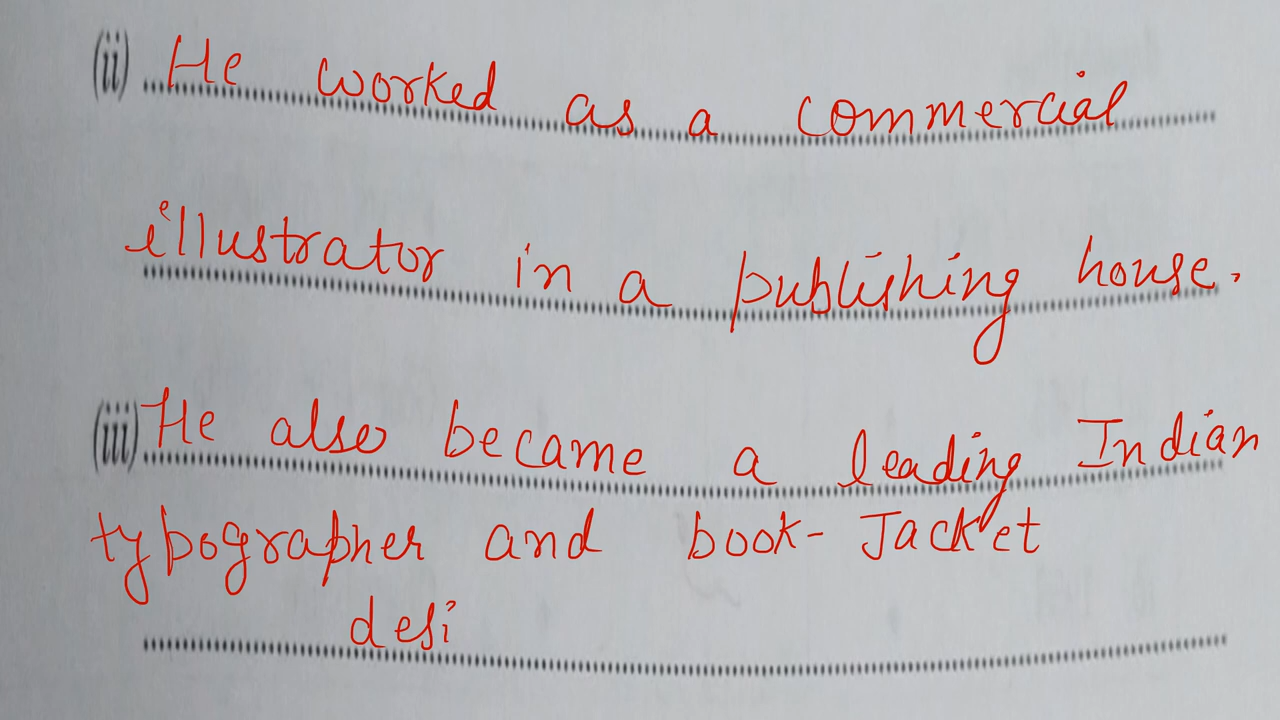 (ii) He worked as a commercial
illustrator in a publishing house.
(iii) He also became a leading Indian
typographer and book-Jacket
desi